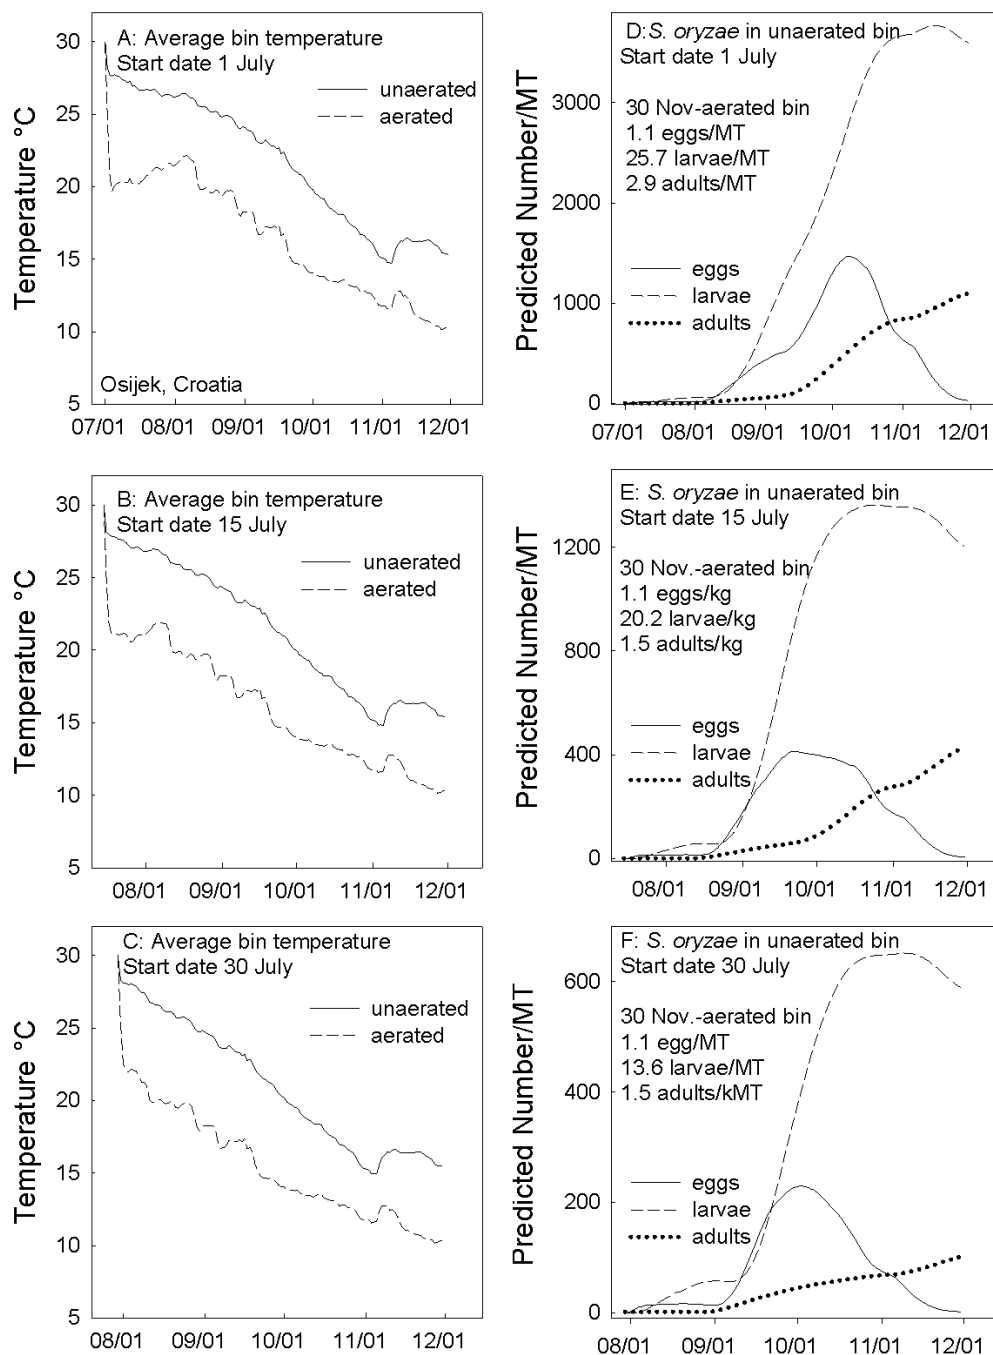 A: Average bin temperature
Start date 1 July
unaerated
aerated
Osijek, Croatia
Temperature °C
30
25
20
15
10
5
07/01 08/01 09/01 10/01 11/01 12/01
D:S. oryzae in unaerated bin
Start date 1 July
30 Nov-aerated bin
1.1 eggs/MT
25.7 larvae/MT
2.9 adults/MT
eggs
larvae
adults
Predicted Number/MT
3000
2000
1000
0
07/01 08/01 09/01 10/01 11/01 12/01
B: Average bin temperature
Start date 15 July
unaerated
aerated
Temperature °C
30
25
20
15
10
5
08/01 09/01 10/01 11/01 12/01
E: S. oryzae in unaerated bin
Start date 15 July
30 Nov.-aerated bin
1.1 eggs/kg
20.2 larvae/kg
1.5 adults/kg
eggs
larvae
adults
Predicted Number/MT
1200
800
400
0
08/01 09/01 10/01 11/01 12/01
C: Average bin temperature
Start date 30 July
unaerated
aerated
Temperature °C
30
25
20
15
10
5
08/01 09/01 10/01 11/01 12/01
F: S. oryzae in unaerated bin
Start date 30 July
30 Nov.-aerated bin
1.1 egg/MT
13.6 larvae/MT
1.5 adults/kMT
eggs
larvae
adults
Predicted Number/MT
600
400
200
0
08/01 09/01 10/01 11/01 12/01